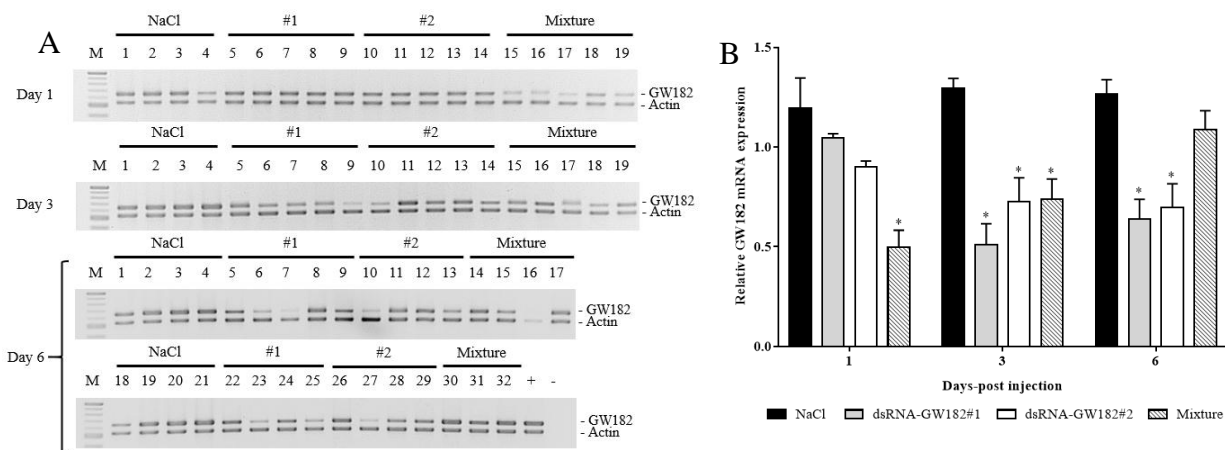 A
NaCl #1 #2 Mixture
M 1 2 3 4 5 6 7 8 9 10 11 12 13 14 15 16 17 18 19
Day 1
- GW182
- Actin
NaCl #1 #2 Mixture
M 1 2 3 4 5 6 7 8 9 10 11 12 13 14 15 16 17 18 19
Day 3
- GW182
- Actin
NaCl #1 #2 Mixture
M 1 2 3 4 5 6 7 8 9 10 11 12 13 14 15 16 17
- GW182
- Actin
Day 6
NaCl #1 #2 Mixture
M 18 19 20 21 22 23 24 25 26 27 28 29 30 31 32 + -
- GW182
- Actin
B
Relative GW182 mRNA expression
1.5
1.0
0.5
0.0
*
* * *
* *
1 3 6
Days-post injection
NaCl dsRNA-GW182#1 dsRNA-GW182#2 Mixture